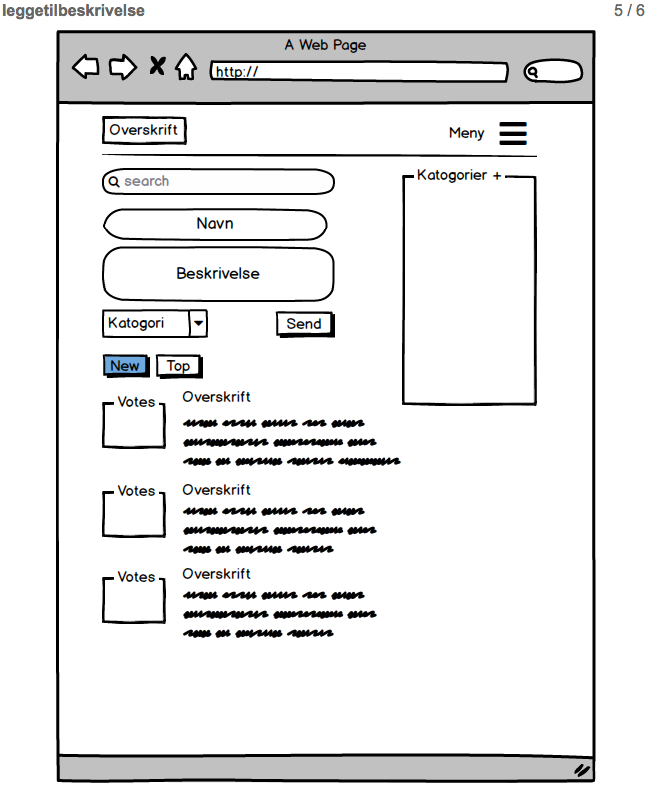 leggetilbeskrivelse
5 / 6
A Web Page
http://
Overskrift
Meny
search
Katogorier +
Navn
Beskrivelse
Katogori
Send
New
Top
Votes
Overskrift
Votes
Overskrift
Votes
Overskrift